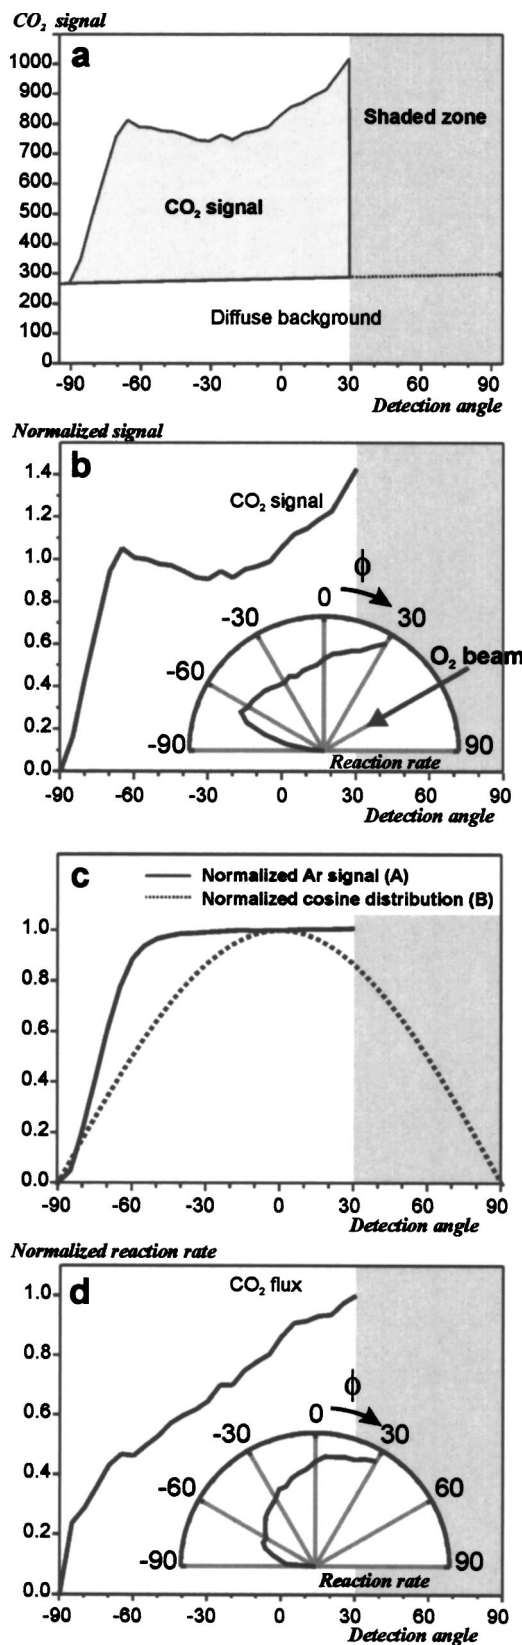 CO₂ signal
a
1000
900
800
700
600
500
400
300
200
100
0
Shaded zone
CO₂ signal
Diffuse background
-90 -60 -30 0 30 60 90
Detection angle
Normalized signal
b
1.4
1.2
1.0
0.8
0.6
0.4
0.2
0.0
CO₂ signal
ϕ
0
-30 30
-60
O₂ beam
-90 90
Reaction rate
-90 -60 -30 0 30 60 90
Detection angle
c
Normalized Ar signal (A)
Normalized cosine distribution (B)
1.0
0.8
0.6
0.4
0.2
0.0
-90 -60 -30 0 30 60 90
Detection angle
Normalized reaction rate
d
1.0
0.8
0.6
0.4
0.2
0.0
CO₂ flux
ϕ
0
-30 30
-60 60
-90 90
Reaction rate
-90 -60 -30 0 30 60 90
Detection angle